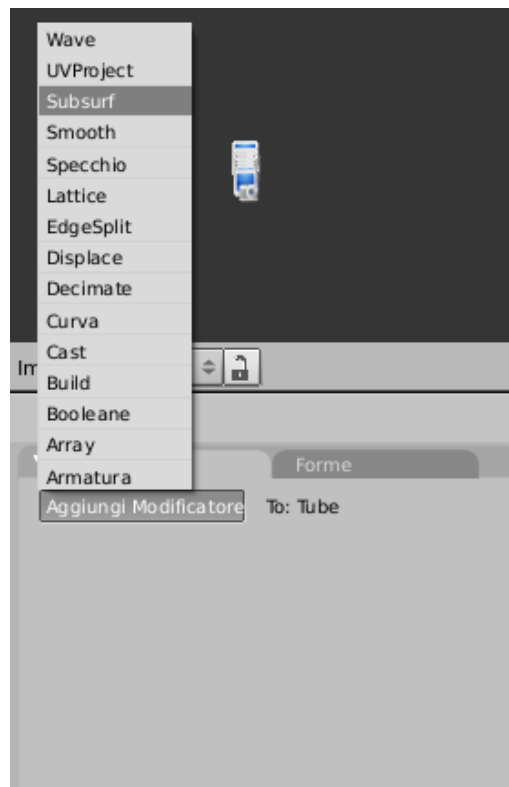 Wave
UVProject
Subsurf
Smooth
Specchio
Lattice
EdgeSplit
Displace
Decimate
Curva
Cast
Im
Build
Booleane
Array
Forme
Armatura
Aggiungi Modificatore To: Tube